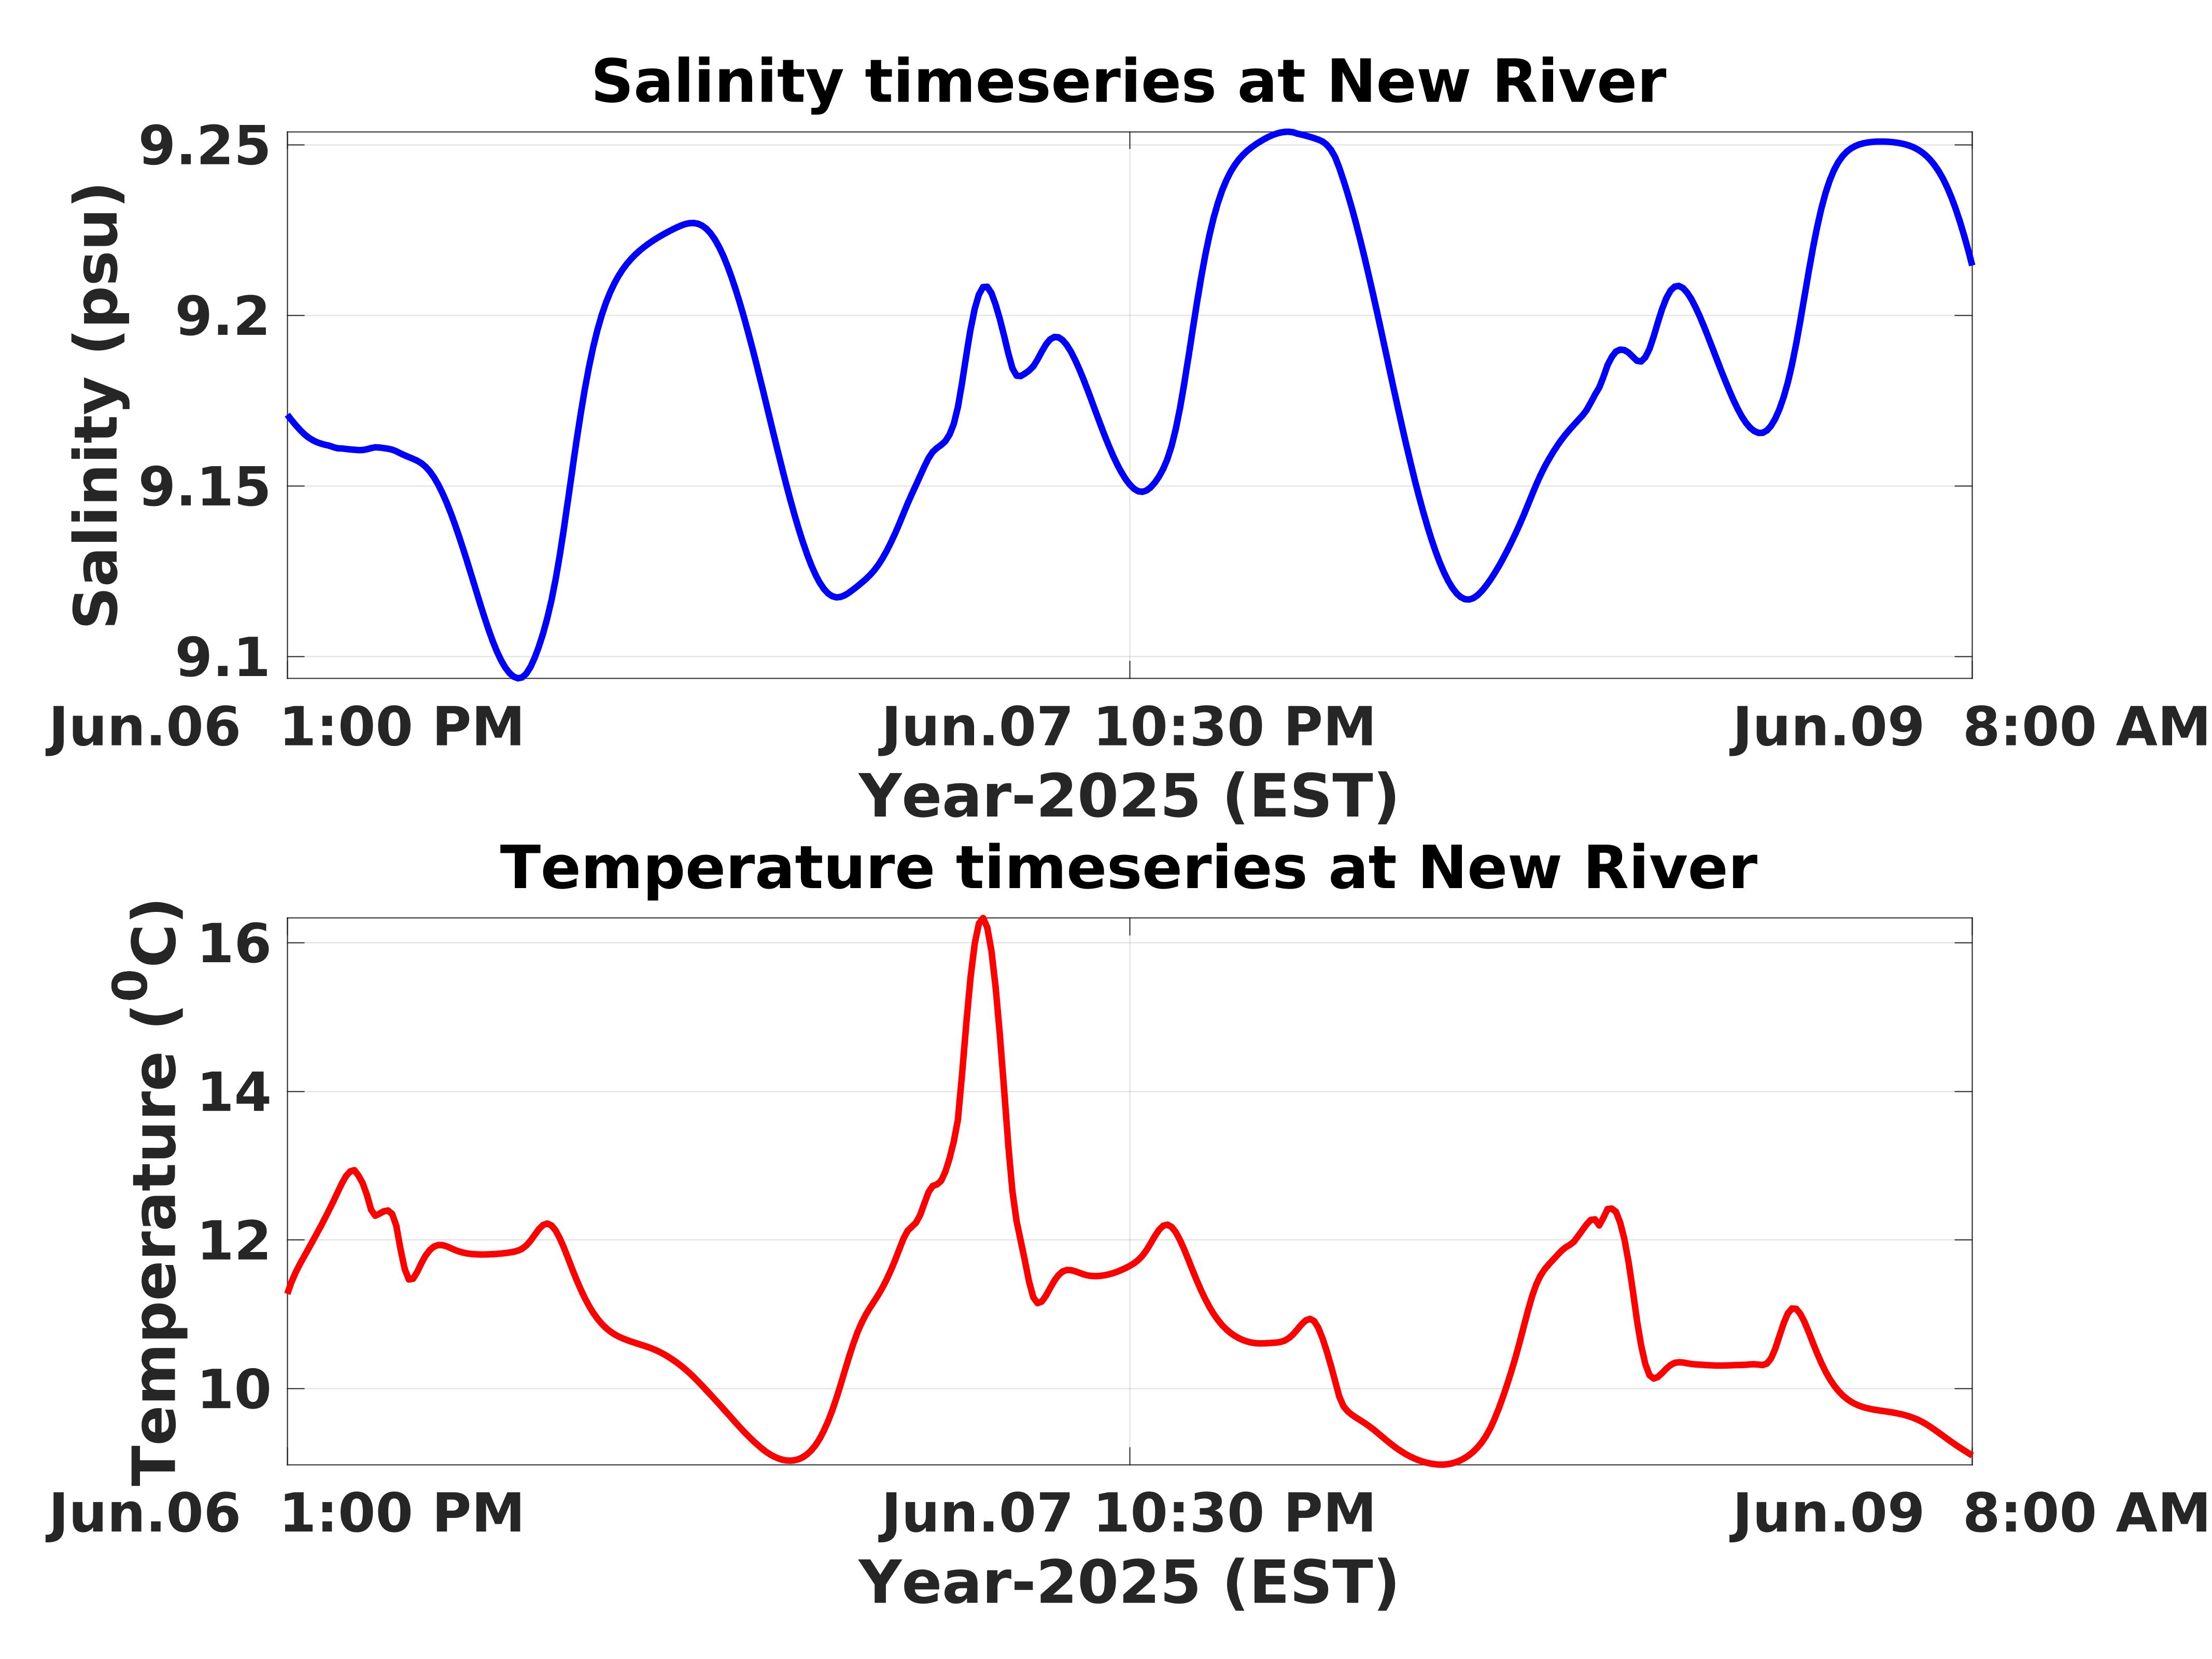 Salinity timeseries at New River
Salinity (psu)
9.25
9.2
9.15
9.1
Jun.06  1:00 PM
Jun.07 10:30 PM
Jun.09  8:00 AM
Year-2025 (EST)
Temperature timeseries at New River
Temperature (⁰C)
16
14
12
10
Jun.06  1:00 PM
Jun.07 10:30 PM
Jun.09  8:00 AM
Year-2025 (EST)